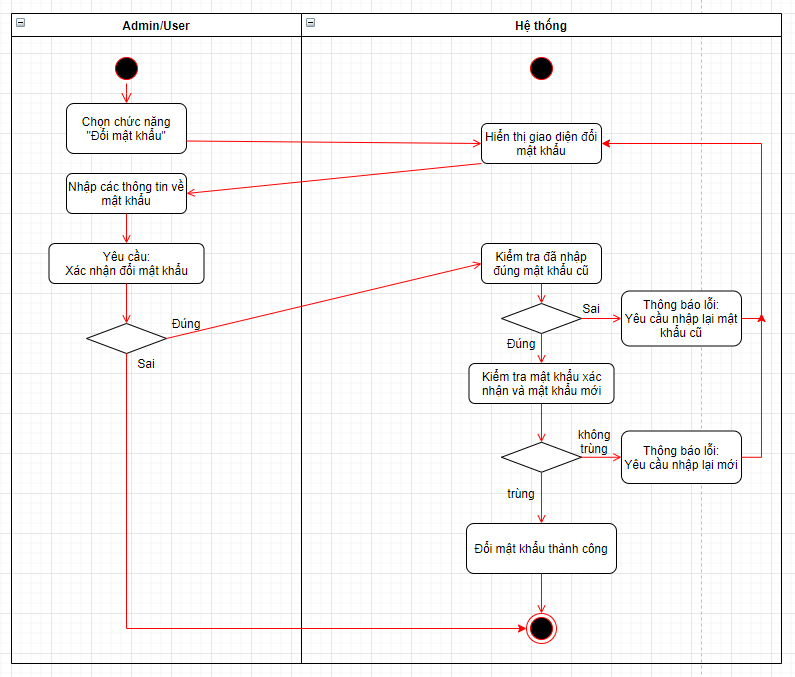 Admin/User
Hệ thống
Chọn chức năng
"Đổi mật khẩu"
Hiển thị giao diện đổi
mật khẩu
Nhập các thông tin về
mật khẩu
Yêu cầu:
Xác nhận đổi mật khẩu
Kiểm tra đã nhập
đúng mật khẩu cũ
Đúng
Sai
Sai
Thông báo lỗi:
Yêu cầu nhập lại mật
khẩu cũ
Đúng
Kiểm tra mật khẩu xác
nhận và mật khẩu mới
không
trùng
Thông báo lỗi:
Yêu cầu nhập lại mới
trùng
Đổi mật khẩu thành công